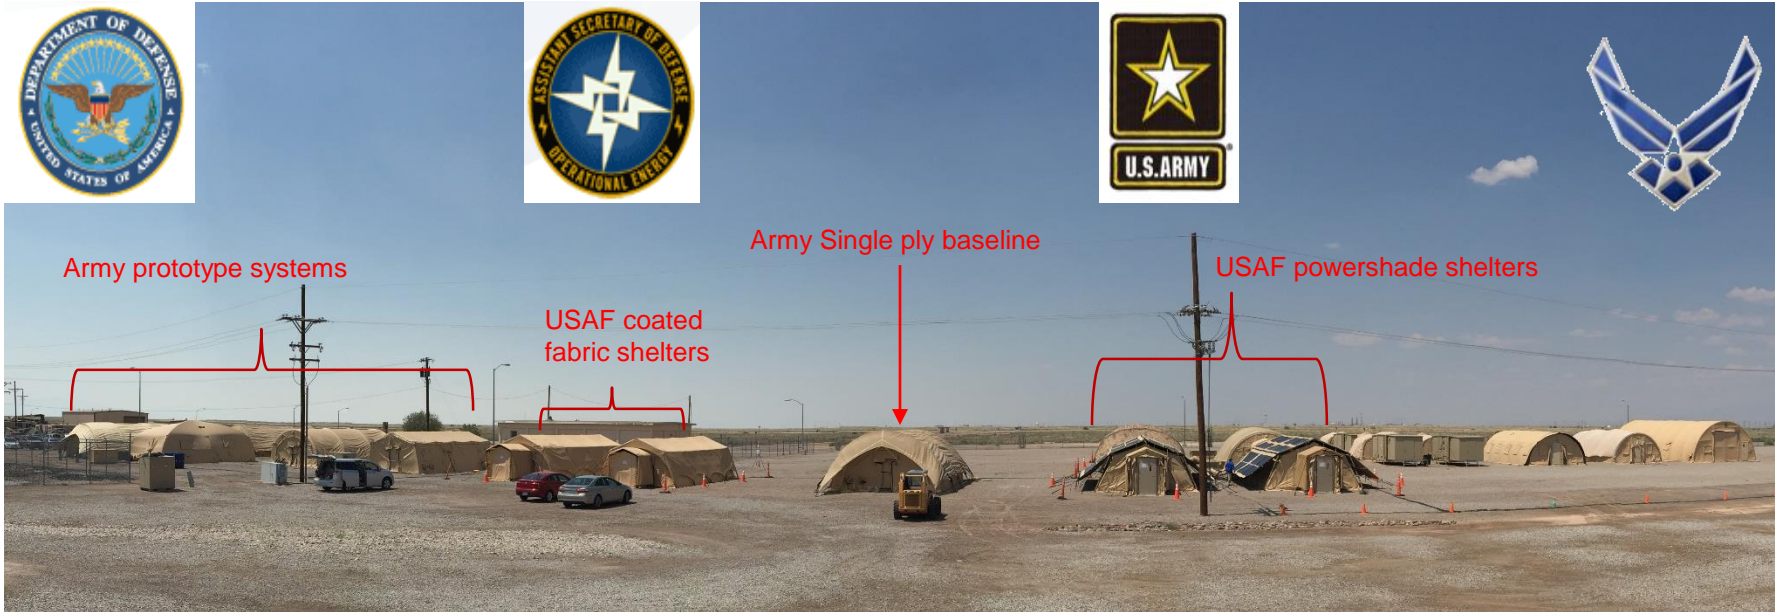 DEPARTMENT OF DEFENSE
UNITED STATES OF AMERICA
ASSISTANT SECRETARY OF DEFENSE
OPERATIONAL ENERGY
U.S.ARMY
Army Single ply baseline
Army prototype systems
USAF powershade shelters
USAF coated
fabric shelters